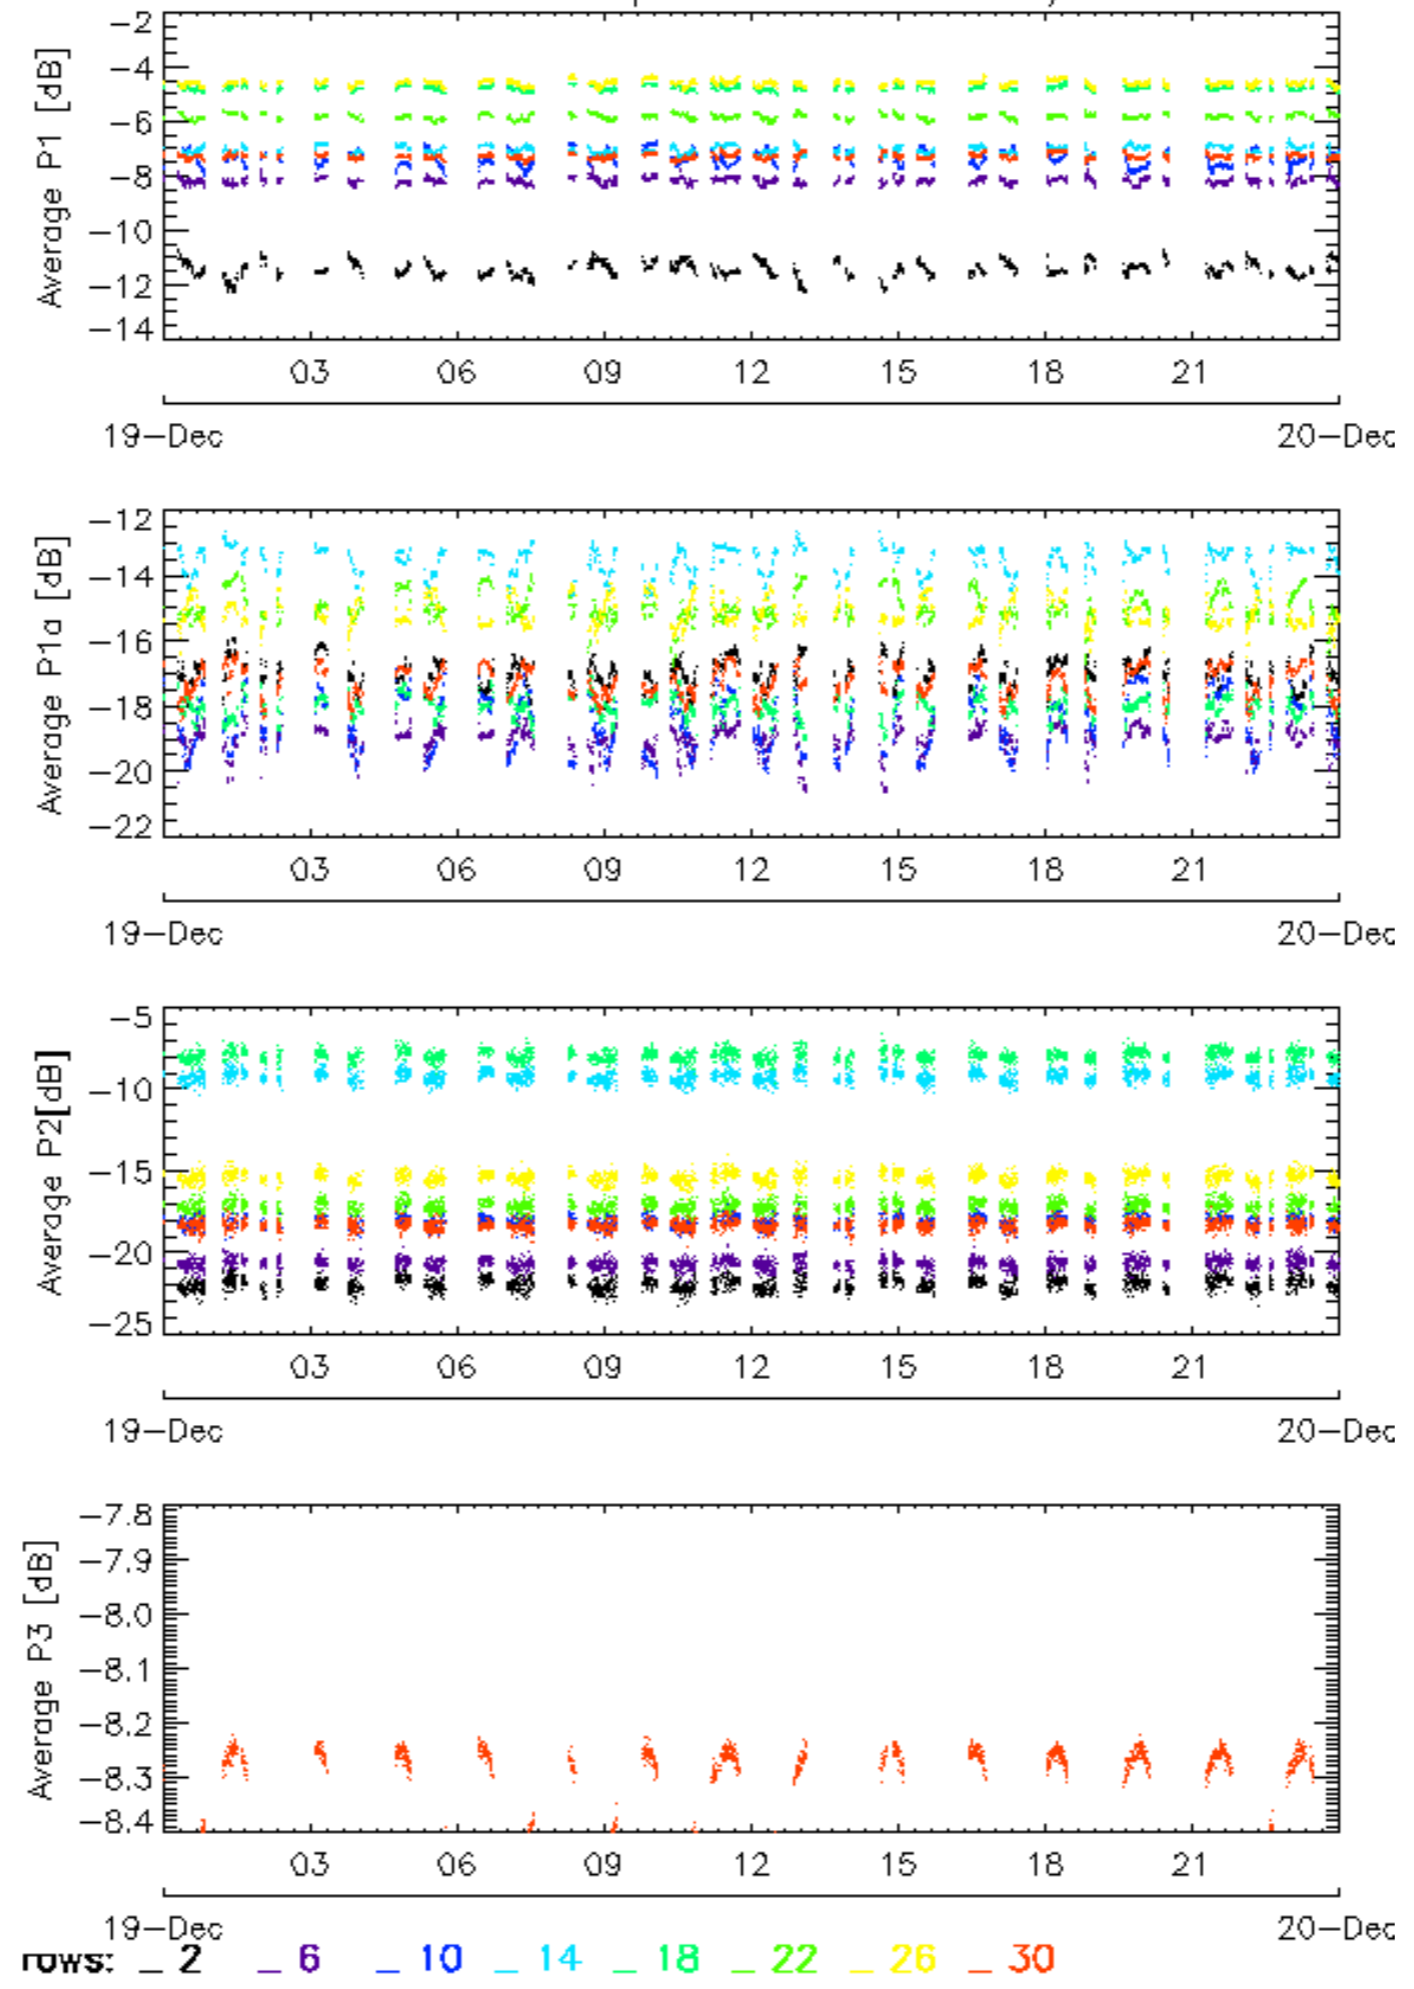 Average P1 [dB]
-2
-4
-6
-8
-10
-12
-14
03 06 09 12 15 18 21
19-Dec 20-Dec
Average P1a [dB]
-12
-14
-16
-18
-20
-22
03 06 09 12 15 18 21
19-Dec 20-Dec
Average P2[dB]
-5
-10
-15
-20
-25
03 06 09 12 15 18 21
19-Dec 20-Dec
Average P3 [dB]
-7.8
-7.9
-8.0
-8.1
-8.2
-8.3
-8.4
03 06 09 12 15 18 21
19-Dec 20-Dec
rows: _ 2 _ 6 _ 10 _ 14 _ 18 _ 22 _ 26 _ 30